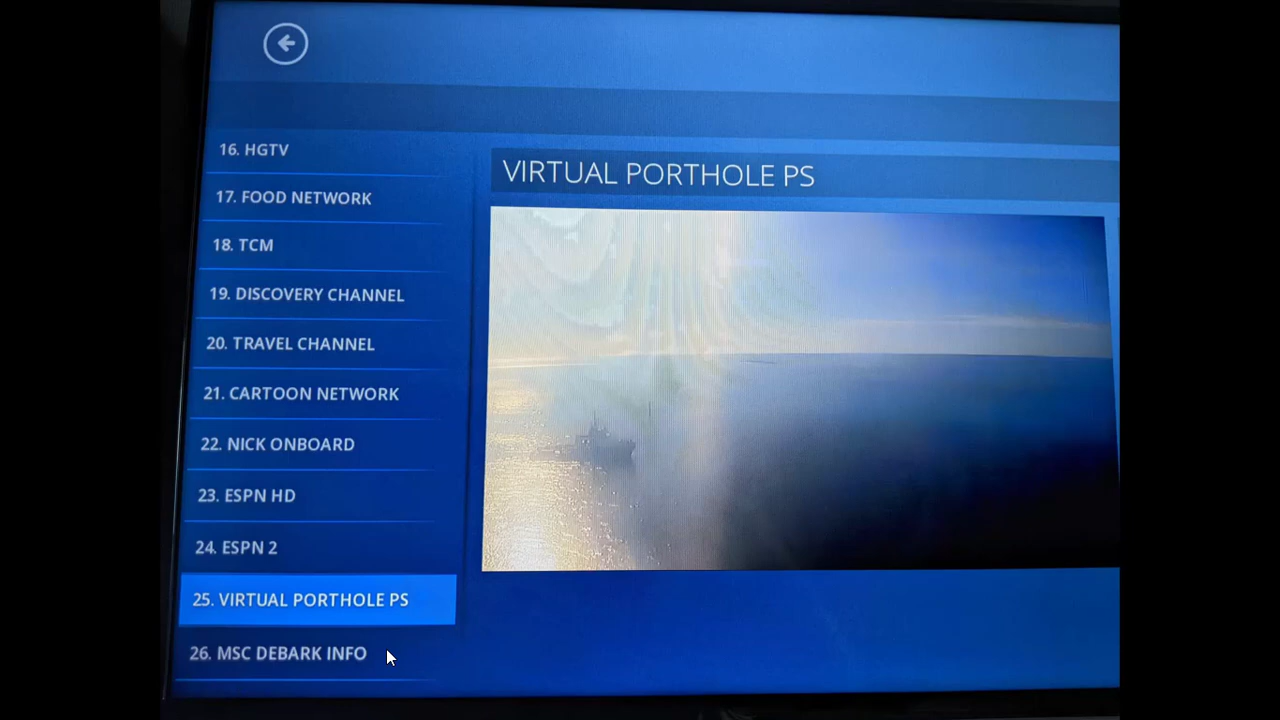 16. HGTV
17. FOOD NETWORK
18. TCM
19. DISCOVERY CHANNEL
20. TRAVEL CHANNEL
21. CARTOON NETWORK
22. NICK ONBOARD
23. ESPN HD
24. ESPN 2
25. VIRTUAL PORTHOLE PS
26. MSC DEBARK INFO
VIRTUAL PORTHOLE PS